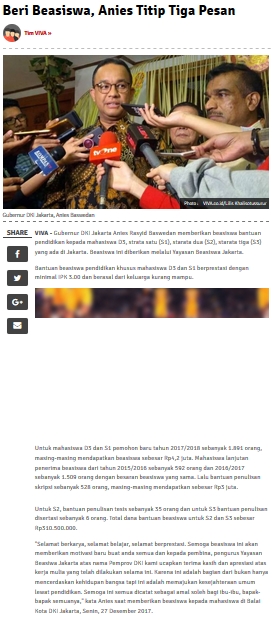 Beri Beasiswa, Anies Titip Tiga Pesan
Tim VIVA »
tvOne
Photo : VIVA.co.id/Lilis Khalisotussurur
Gubernur DKI Jakarta, Anies Baswedan
SHARE
VIVA - Gubernur DKI Jakarta Anies Rasyid Baswedan memberikan beasiswa bantuan
pendidikan kepada mahasiswa D3, strata satu (S1), starata dua (S2), starata tiga (S3)
yang ada di Jakarta. Beasiswa ini diberikan melalui Yayasan Beasiswa Jakarta.
Bantuan beasiswa pendidikan khusus mahasiswa D3 dan S1 berprestasi dengan
minimal IPK 3.00 dan berasal dari keluarga kurang mampu.
Untuk mahasiswa D3 dan S1 pemohon baru tahun 2017/2018 sebanyak 1.891 orang,
masing-masing mendapatkan beasiswa sebesar Rp4,2 juta. Mahasiswa lanjutan
penerima beasiswa dari tahun 2015/2016 sebanyak 592 orang dan 2016/2017
sebanyak 1.509 orang dengan besaran beasiswa yang sama. Lalu bantuan penulisan
skripsi sebanyak 528 orang, masing-masing mendapatkan sebesar Rp3 juta.
Untuk S2, bantuan penulisan tesis sebanyak 35 orang dan untuk S3 bantuan penulisan
disertasi sebanyak 6 orang. Total dana bantuan beasiswa untuk S2 dan S3 sebesar
Rp310.500.000.
"Selamat berkarya, selamat belajar, selamat berprestasi. Semoga beasiswa ini akan
memberikan motivasi baru buat anda semua dan kepada pembina, pengurus Yayasan
Beasiswa Jakarta atas nama Pemprov DKI kami ucapkan terima kasih dan apresiasi atas
kerja mulia yang telah dilakukan selama ini. Karena ini adalah bagian dari bukan hanya
mencerdaskan kehidupan bangsa tapi ini adalah memajukan kesejahteraan umum
lewat pendidikan. Semoga ini semua dicatat sebagai amal soleh bagi ibu-ibu, bapak-
bapak semuanya," kata Anies saat memberikan beasiswa kepada mahasiswa di Balai
Kota DKI Jakarta, Senin, 27 Desember 2017.